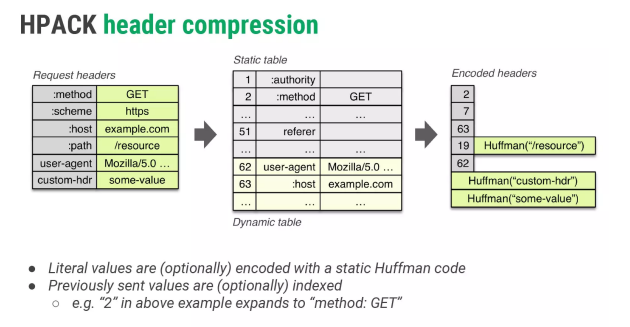 HPACK header compression
Request headers
:method GET
:scheme https
:host example.com
:path /resource
user-agent Mozilla/5.0 ...
custom-hdr some-value
Static table
1 :authority
2 :method GET
... ... ...
51 referer
... ... ...
62 user-agent Mozilla/5.0 ...
63 :host example.com
... ... ...
Dynamic table
Encoded headers
2
7
63
19 Huffman("/resource")
62
Huffman("custom-hdr")
Huffman("some-value")
● Literal values are (optionally) encoded with a static Huffman code
● Previously sent values are (optionally) indexed
○ e.g. “2” in above example expands to “method: GET”